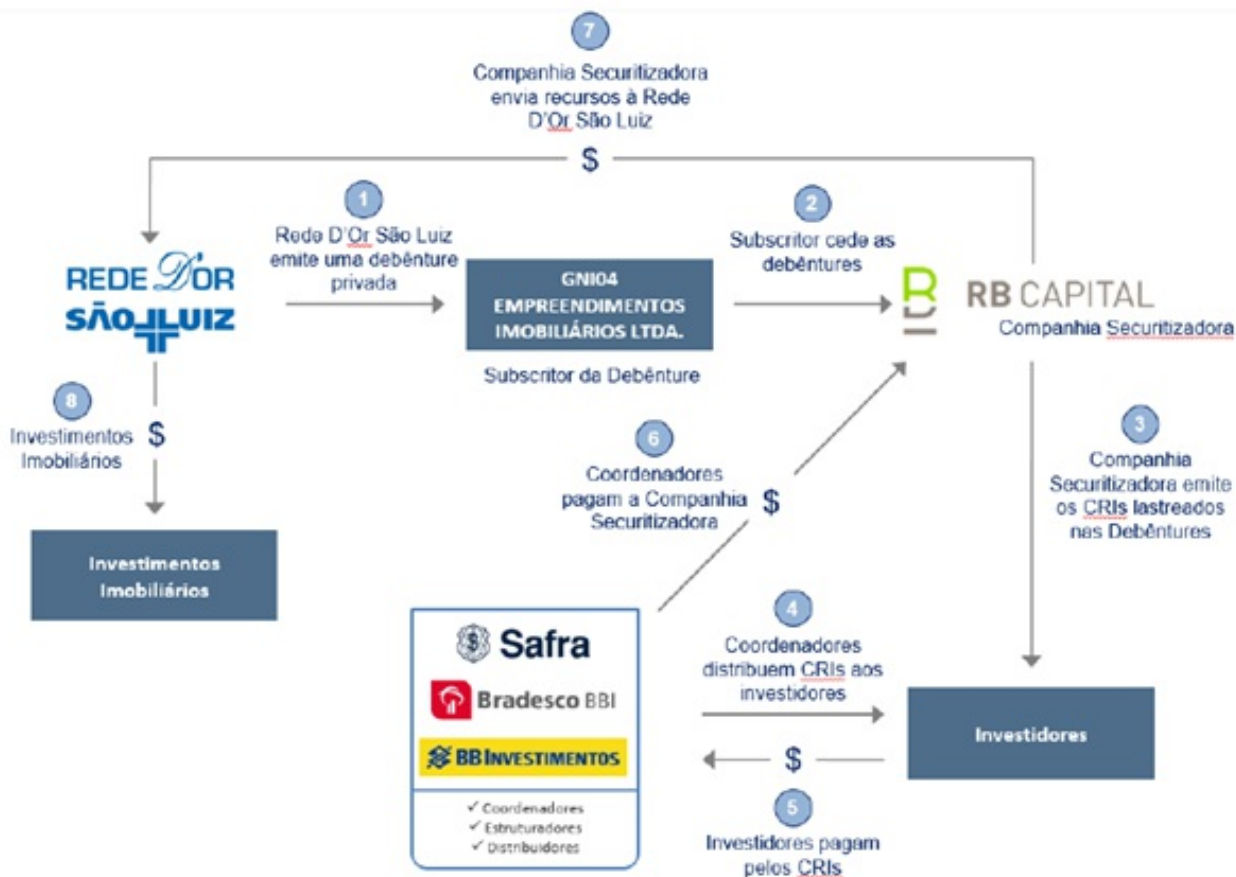 7
Companhia Securitizadora
envia recursos à Rede
D'Or São Luiz
$
1
Rede D'Or São Luiz
emite uma debênture
privada
2
Subscritor cede as
debêntures
REDE D'OR
SÃO LUIZ
GNI04
EMPREENDIMENTOS
IMOBILIÁRIOS LTDA.
Subscritor da Debênture
RB CAPITAL
Companhia Securitizadora
8
Investimentos
Imobiliários
$
6
Coordenadores
pagam a Companhia
Securitizadora
$
3
Companhia
Securitizadora emite
os CRIs lastreados
nas Debêntures
Investimentos
Imobiliários
Safra
Bradesco BBI
BB INVESTIMENTOS
✓ Coordenadores
✓ Estruturadores
✓ Distribuidores
4
Coordenadores
distribuem CRIs aos
investidores
$
5
Investidores pagam
pelos CRIs
Investidores